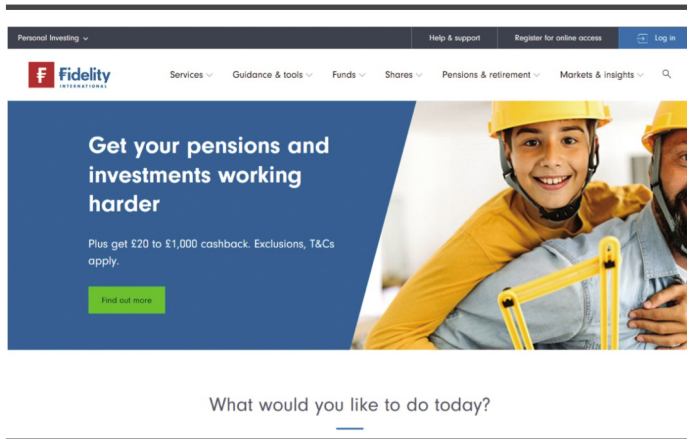 Personal Investing
Help & support
Register for online access
Log in
Fidelity
INTERNATIONAL
Services
Guidance & tools
Funds
Shares
Pensions & retirement
Markets & insights
Get your pensions and
investments working
harder
Plus get £20 to £1,000 cashback. Exclusions, T&Cs
apply.
Find out more
What would you like to do today?